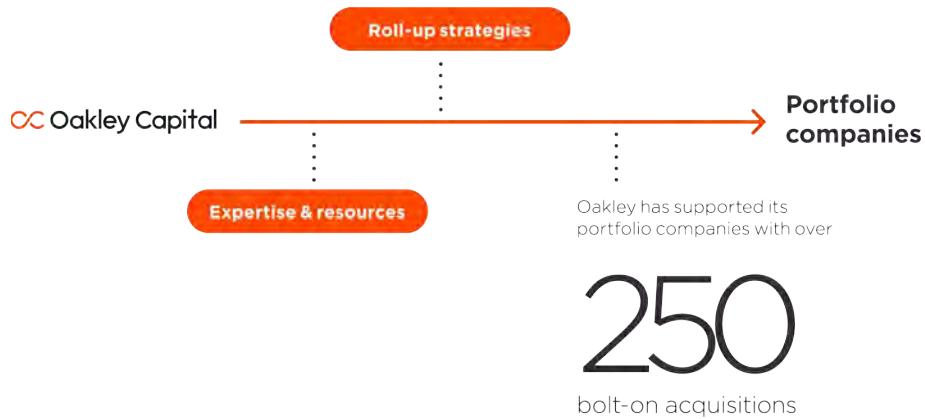 Roll-up strategies
Oakley Capital
Portfolio
companies
Expertise & resources
Oakley has supported its
portfolio companies with over
250
bolt-on acquisitions